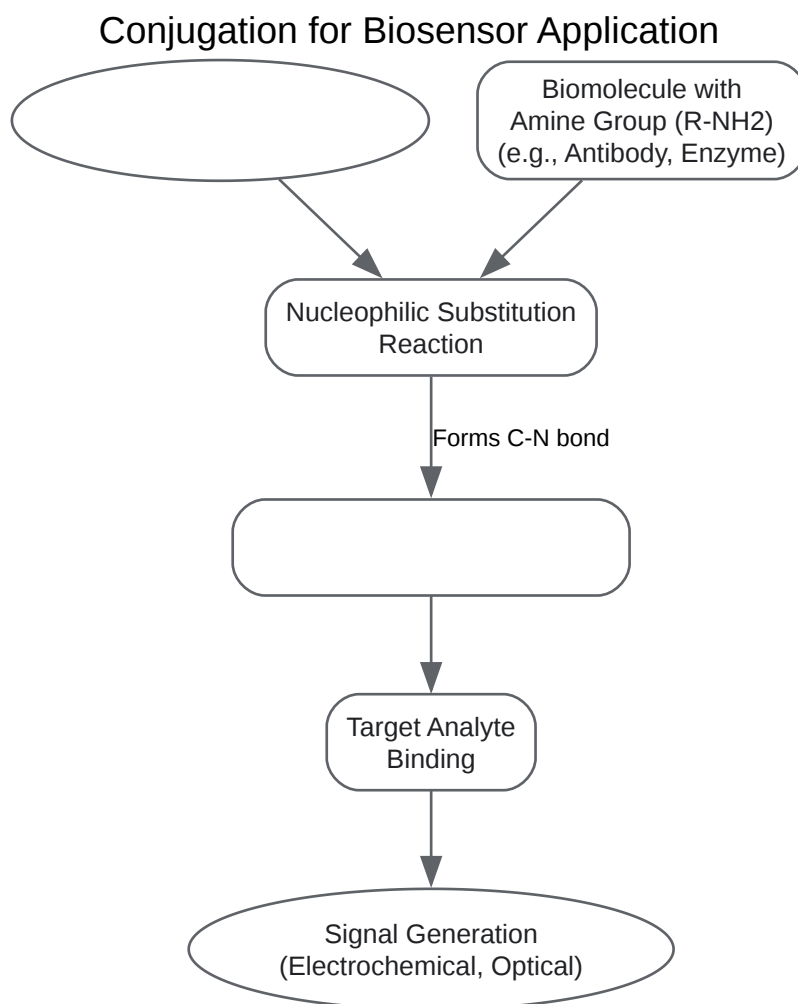 Conjugation for Biosensor Application
Biomolecule with
Amine Group (R-NH2)
(e.g., Antibody, Enzyme)
Nucleophilic Substitution
Reaction
Forms C-N bond
Target Analyte
Binding
Signal Generation
(Electrochemical, Optical)